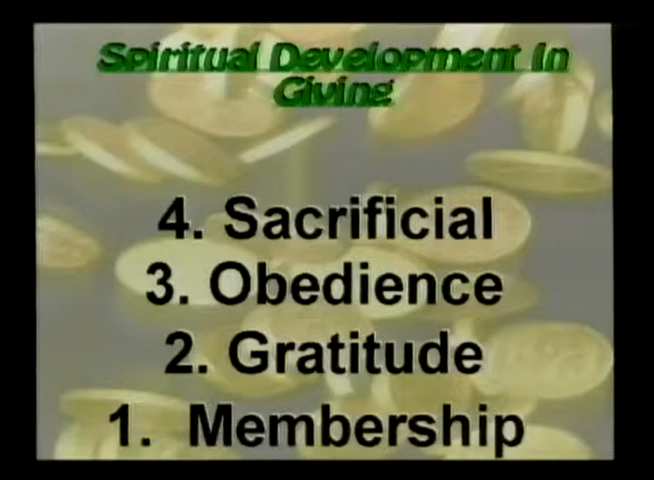 Spiritual Development In
Giving
4. Sacrificial
3. Obedience
2. Gratitude
1. Membership